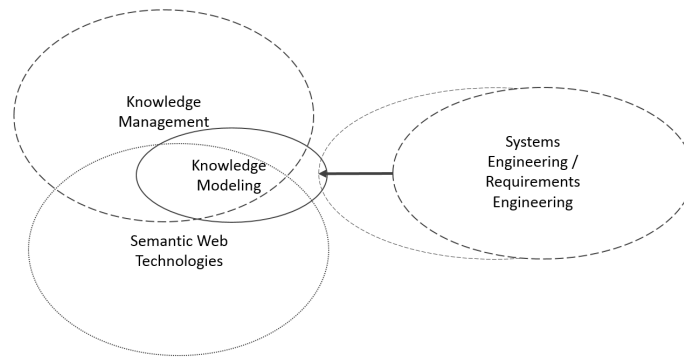 Knowledge
Management
Knowledge
Modeling
Semantic Web
Technologies
Systems
Engineering /
Requirements
Engineering